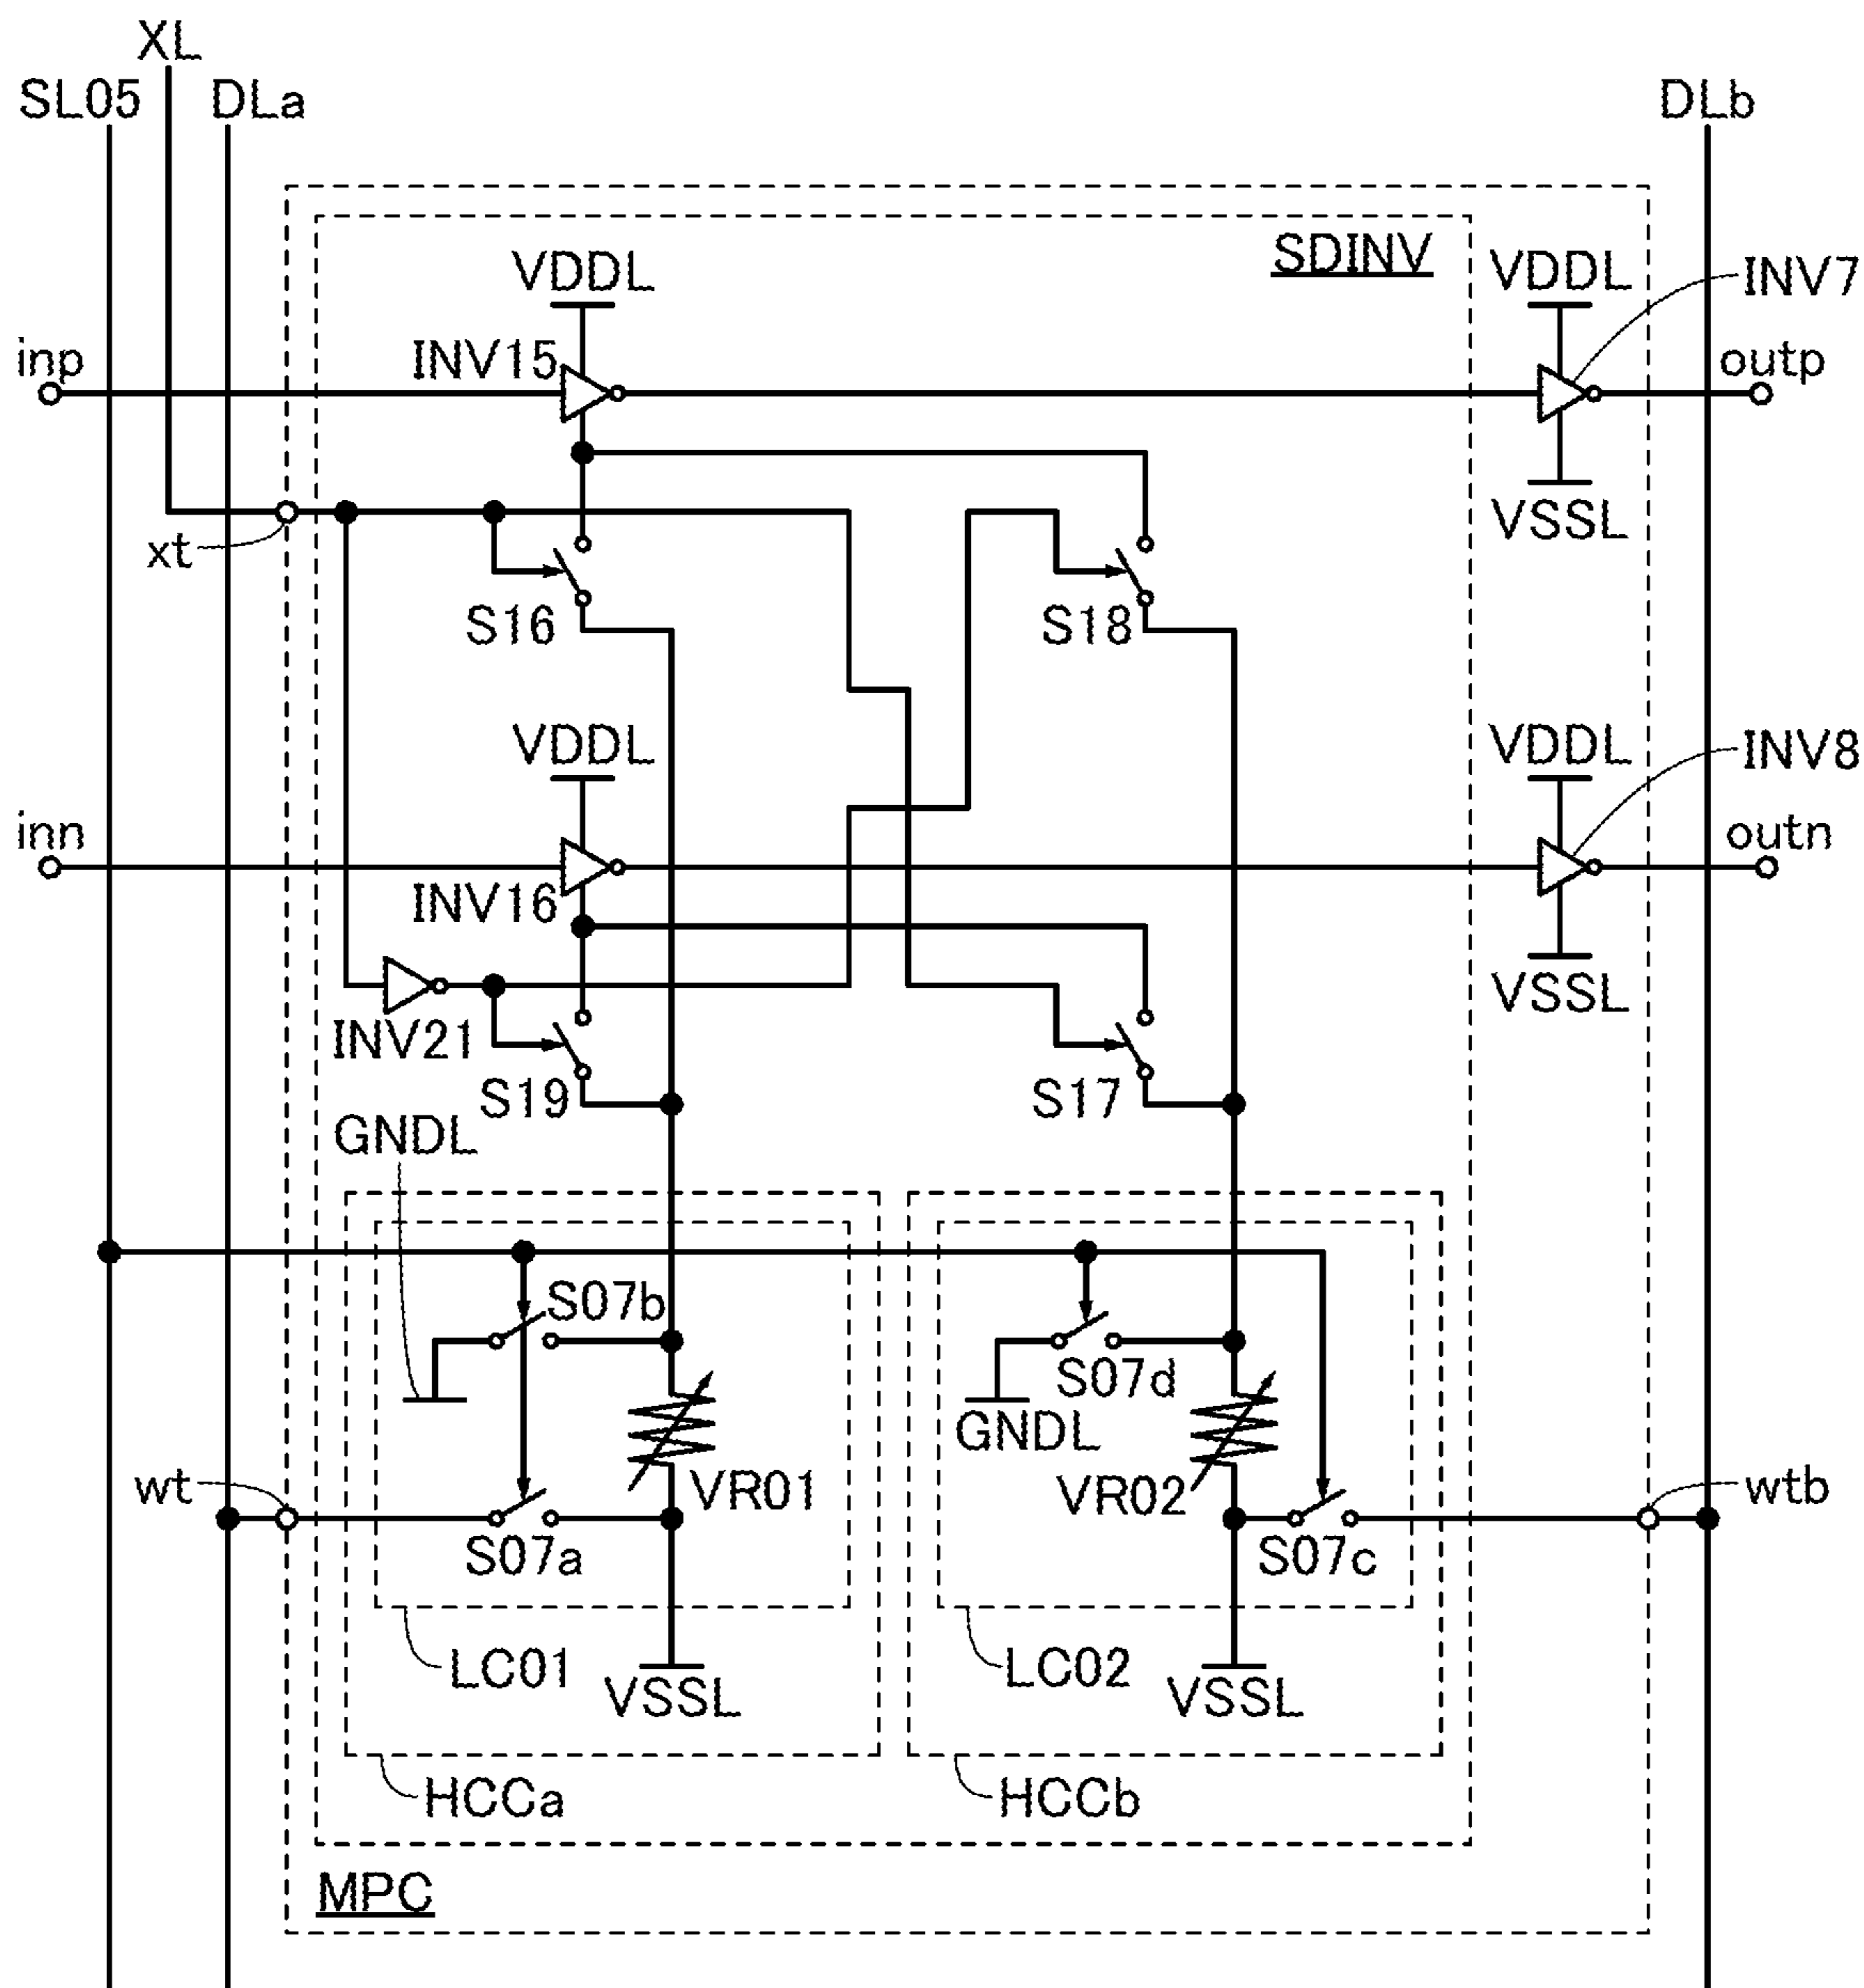 XL
SL05
DLa
DLb
SDINV
VDDL
VDDL
INV7
inp
INV15
outp
VSSL
xt
S16
S18
VDDL
VDDL
INV8
inn
INV16
outn
VSSL
INV21
S19
S17
GNDL
S07b
S07d
GNDL
wt
VR01
VR02
wtb
S07a
S07c
LC01
VSSL
LC02
VSSL
HCCa
HCCb
MPC